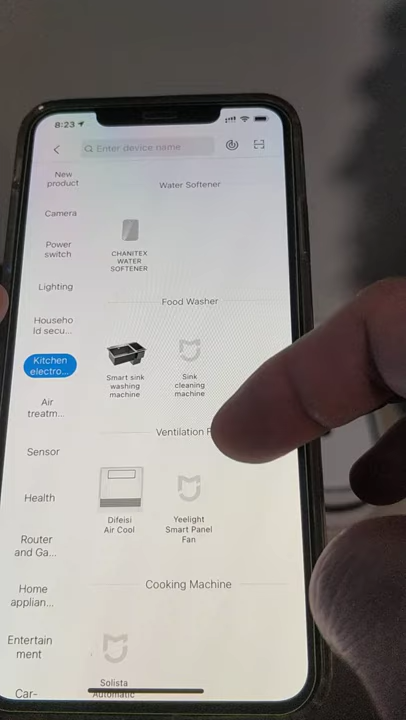 8:23
Enter device name
New
product
Camera
Power
switch
Lighting
Househo
ld secu...
Kitchen
electro...
Air
treatm...
Sensor
Health
Router
and Ga...
Home
applian...
Entertain
ment
Car-
Water Softener
CHANITEX
WATER
SOFTENER
Food Washer
Smart sink
washing
machine
Sink
cleaning
machine
Ventilation F
Difeisi
Air Cool
Yeelight
Smart Panel
Fan
Cooking Machine
Solista
Automatic